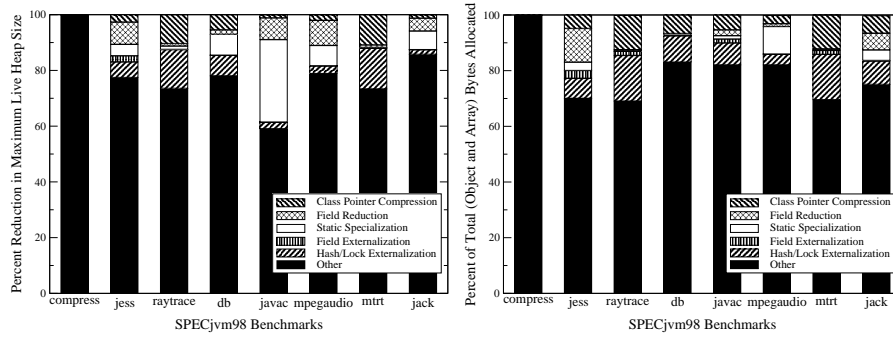 Percent Reduction in Maximum Live Heap Size
100
80
60
40
20
0
Class Pointer Compression
Field Reduction
Static Specialization
Field Externalization
Hash/Lock Externalization
Other
compress jess raytrace db javac mpegaudio mtrt jack
SPECjvm98 Benchmarks
Percent of Total (Object and Array) Bytes Allocated
100
80
60
40
20
0
Class Pointer Compression
Field Reduction
Static Specialization
Field Externalization
Hash/Lock Externalization
Other
compress jess raytrace db javac mpegaudio mtrt jack
SPECjvm98 Benchmarks